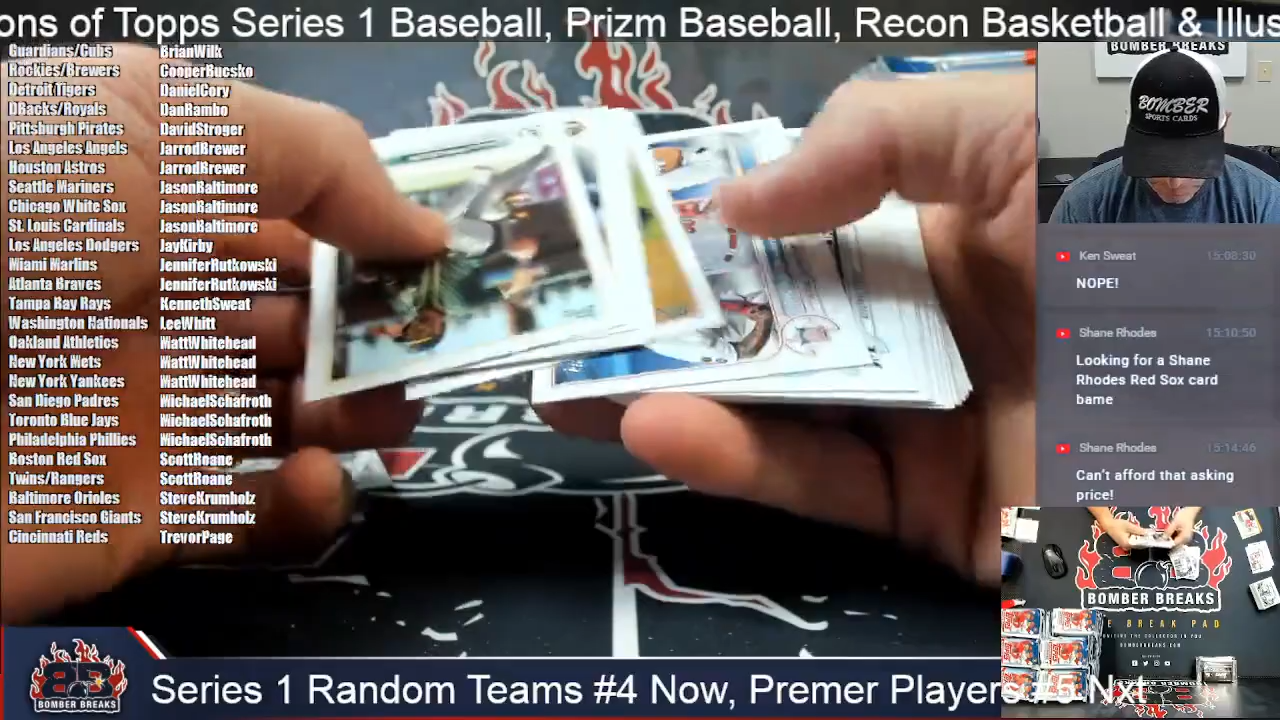 ons of Topps Series 1 Baseball, Prizm Baseball, Recon Basketball & Illus
Guardians/Cubs BrianWilk
Rockies/Brewers CooperBucsko
Detroit Tigers DanielCory
DBacks/Royals DanRambo
Pittsburgh Pirates DavidStroger
Los Angeles Angels JarrodBrewer
Houston Astros JarrodBrewer
Seattle Mariners JasonBaltimore
Chicago White Sox JasonBaltimore
St. Louis Cardinals JasonBaltimore
Los Angeles Dodgers JayKirby
Miami Marlins JenniferRutkowski
Atlanta Braves JenniferRutkowski
Tampa Bay Rays KennethSweat
Washington Nationals LeeWhitt
Oakland Athletics WattWhitehead
New York Mets WattWhitehead
New York Yankees WattWhitehead
San Diego Padres MichaelSchafroth
Toronto Blue Jays MichaelSchafroth
Philadelphia Phillies MichaelSchafroth
Boston Red Sox ScottRoane
Twins/Rangers ScottRoane
Baltimore Orioles SteveKrumholz
San Francisco Giants SteveKrumholz
Cincinnati Reds TrevorPage
BOMBER BREAKS
BOMBER
SPORTS CARDS
Ken Sweat 15:08:30
NOPE!
Shane Rhodes 15:10:50
Looking for a Shane
Rhodes Red Sox card
bame
Shane Rhodes 15:14:46
Can't afford that asking
price!
BOMBER BREAKS
E BREAK PAD
BOMBERBREAKS.COM
BOMBER BREAKS
Series 1 Random Teams #4 Now, Premer Players #5 Nxt